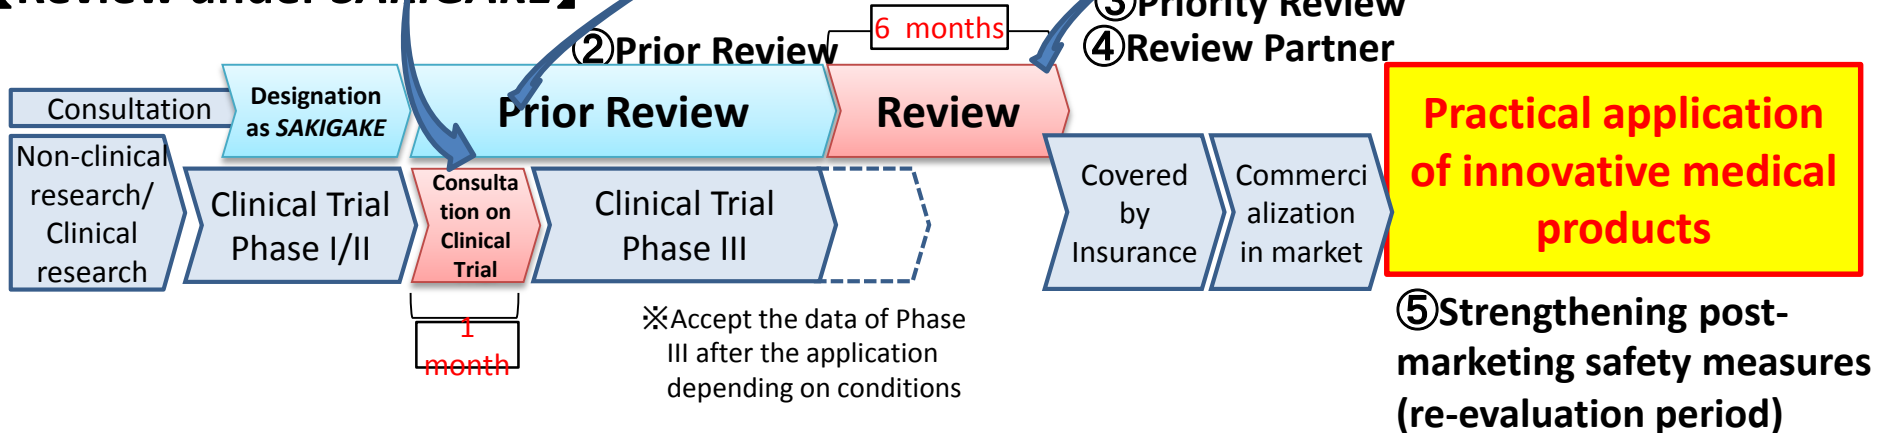 【Review under SAKIGAKE】
③Priority Review
6 months
②Prior Review
④Review Partner
Consultation
Designation
as SAKIGAKE
Prior Review
Review
Practical application
of innovative medical
products
Non-clinical
research/
Clinical
research
Clinical Trial
Phase I/II
Consulta
tion on
Clinical
Trial
Clinical Trial
Phase III
Covered
by
Insurance
Commerci
alization
in market
1
month
※Accept the data of Phase
III after the application
depending on conditions
⑤Strengthening post-
marketing safety measures
(re-evaluation period)